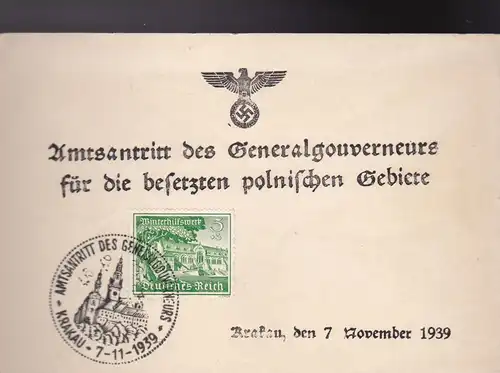 Amtsantritt des Generalgouverneurs
für die besetzten polnischen Gebiete
Winterhilfswerk
Deutsches Reich
AMTSANTRITT DES GENERALGOUVERNEURS
KRAKAU • 7-11-1939
Krakau, den 7 November 1939